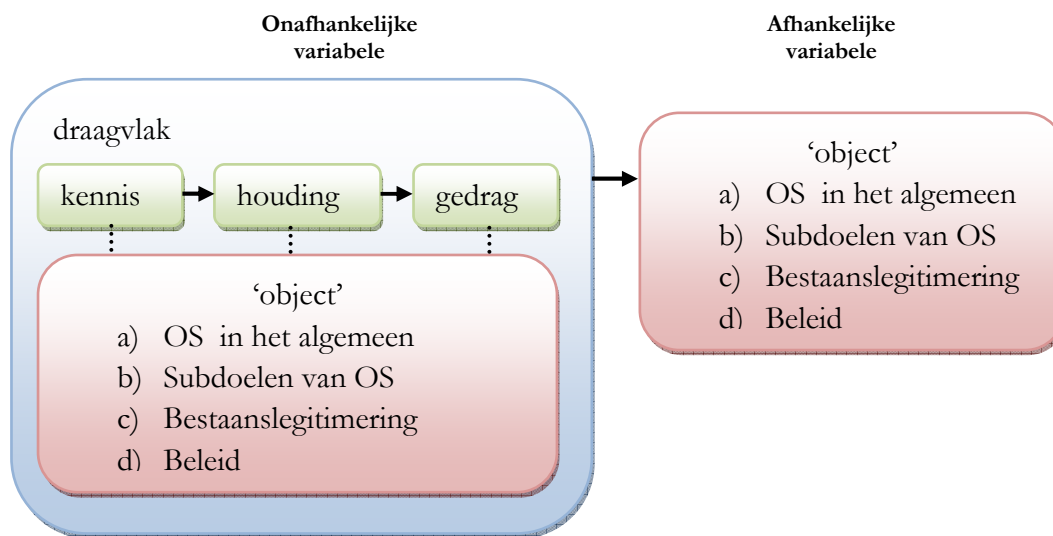 Onafhankelijke
variabele
Afhankelijke
variabele
draagvlak
kennis
houding
gedrag
‘object’
a) OS in het algemeen
b) Subdoelen van OS
c) Bestaanslegitimering
d) Beleid
‘object’
a) OS in het algemeen
b) Subdoelen van OS
c) Bestaanslegitimering
d) Beleid